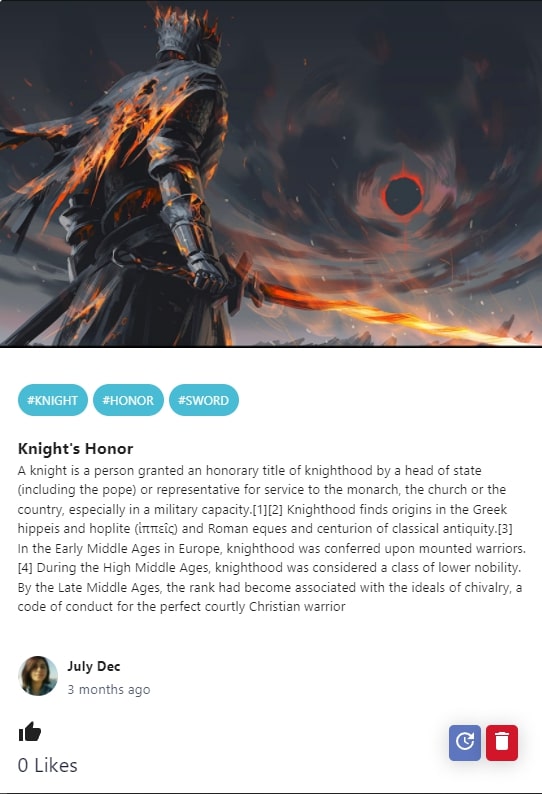 #KNIGHT #HONOR #SWORD
Knight's Honor
A knight is a person granted an honorary title of knighthood by a head of state
(including the pope) or representative for service to the monarch, the church or the
country, especially in a military capacity.[1][2] Knighthood finds origins in the Greek
hippeis and hoplite (ἱππεῖς) and Roman eques and centurion of classical antiquity.[3]
In the Early Middle Ages in Europe, knighthood was conferred upon mounted warriors.
[4] During the High Middle Ages, knighthood was considered a class of lower nobility.
By the Late Middle Ages, the rank had become associated with the ideals of chivalry, a
code of conduct for the perfect courtly Christian warrior
July Dec
3 months ago
0 Likes